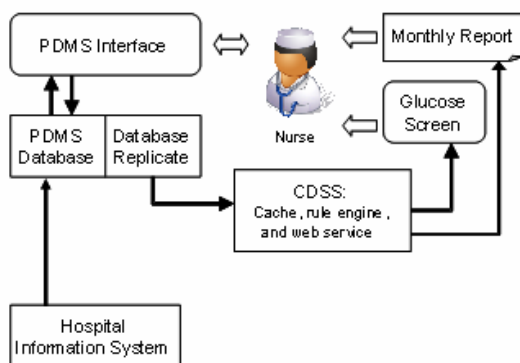 PDMS Interface
Monthly Report
Glucose
Screen
Nurse
PDMS
Database
Database
Replicate
CDSS:
Cache, rule engine,
and web service
Hospital
Information System